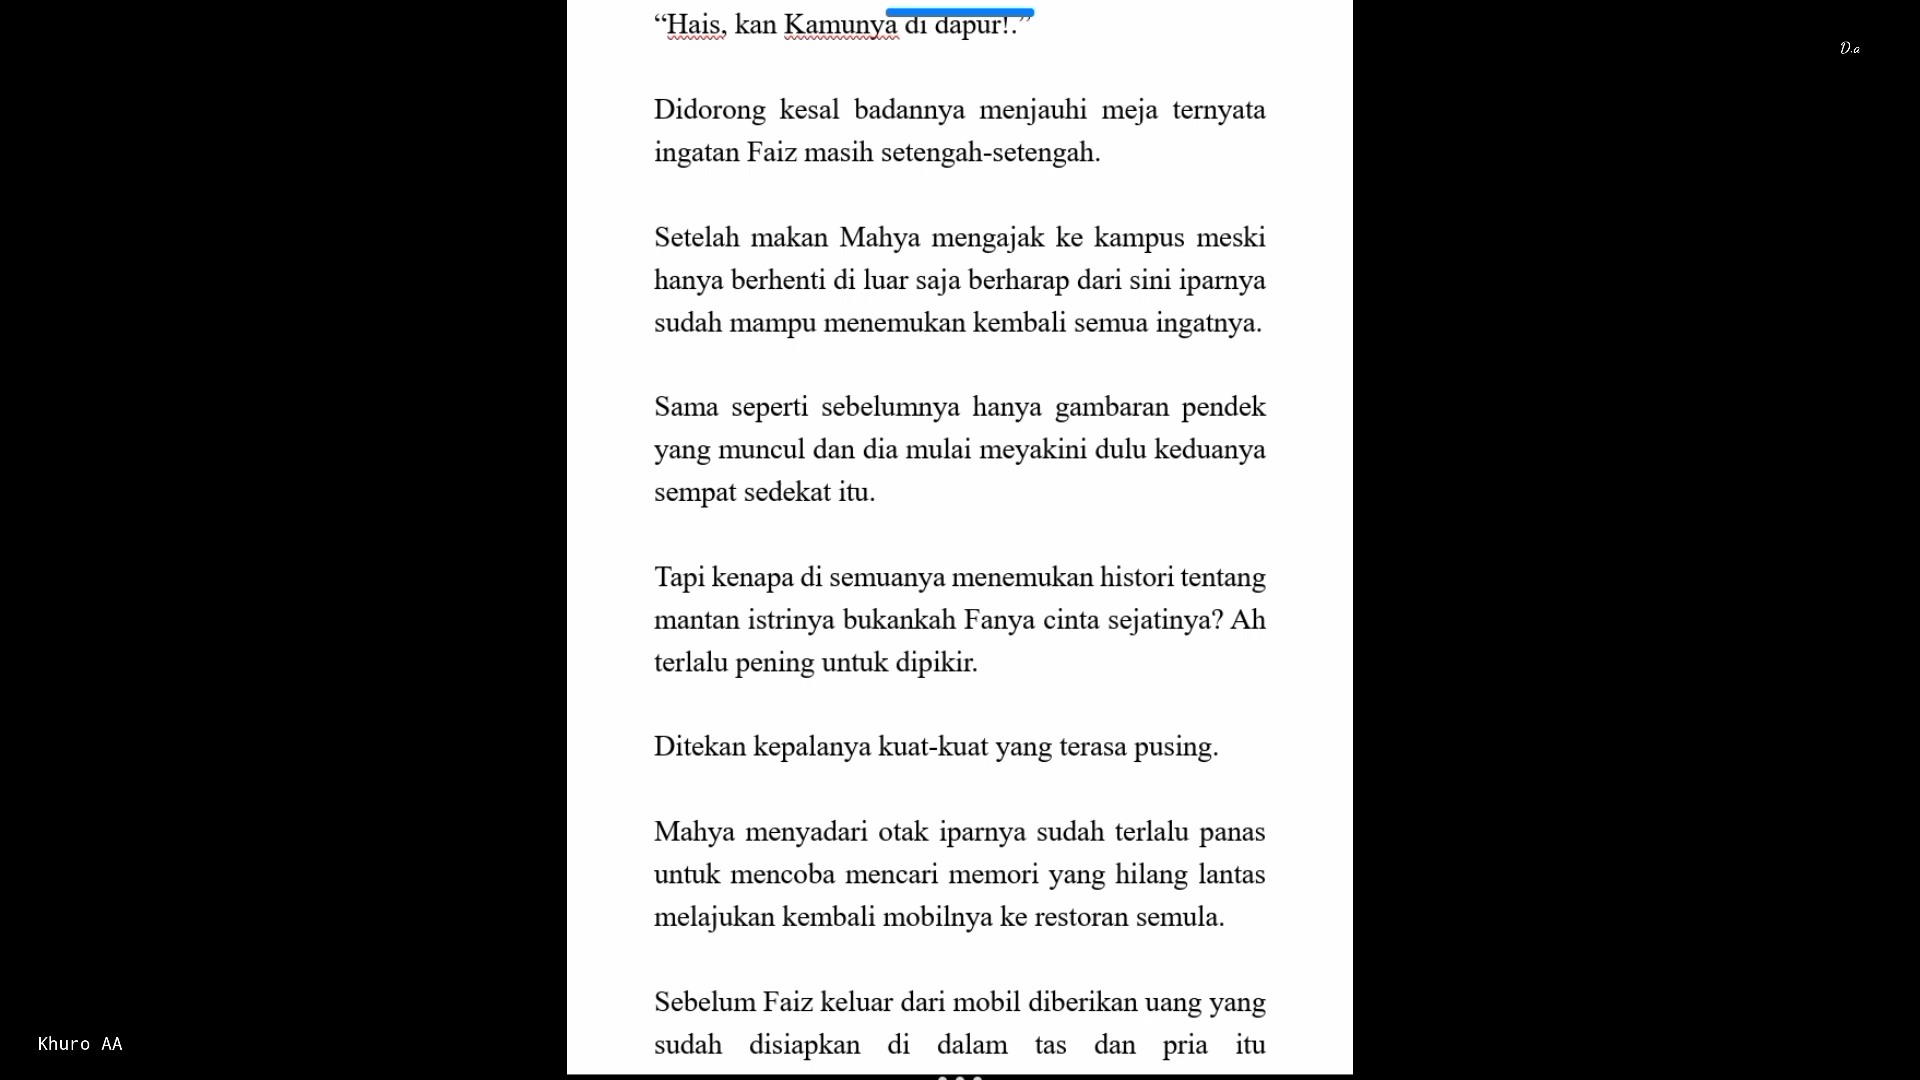 “Hais, kan Kamunya di dapur!.”
D.a
Didorong kesal badannya menjauhi meja ternyata
ingatan Faiz masih setengah-setengah.
Setelah makan Mahya mengajak ke kampus meski
hanya berhenti di luar saja berharap dari sini iparnya
sudah mampu menemukan kembali semua ingatnya.
Sama seperti sebelumnya hanya gambaran pendek
yang muncul dan dia mulai meyakini dulu keduanya
sempat sedekat itu.
Tapi kenapa di semuanya menemukan histori tentang
mantan istrinya bukankah Fanya cinta sejatinya? Ah
terlalu pening untuk dipikir.
Ditekan kepalanya kuat-kuat yang terasa pusing.
Mahya menyadari otak iparnya sudah terlalu panas
untuk mencoba mencari memori yang hilang lantas
melajukan kembali mobilnya ke restoran semula.
Sebelum Faiz keluar dari mobil diberikan uang yang
sudah disiapkan di dalam tas dan pria itu
Khuro AA